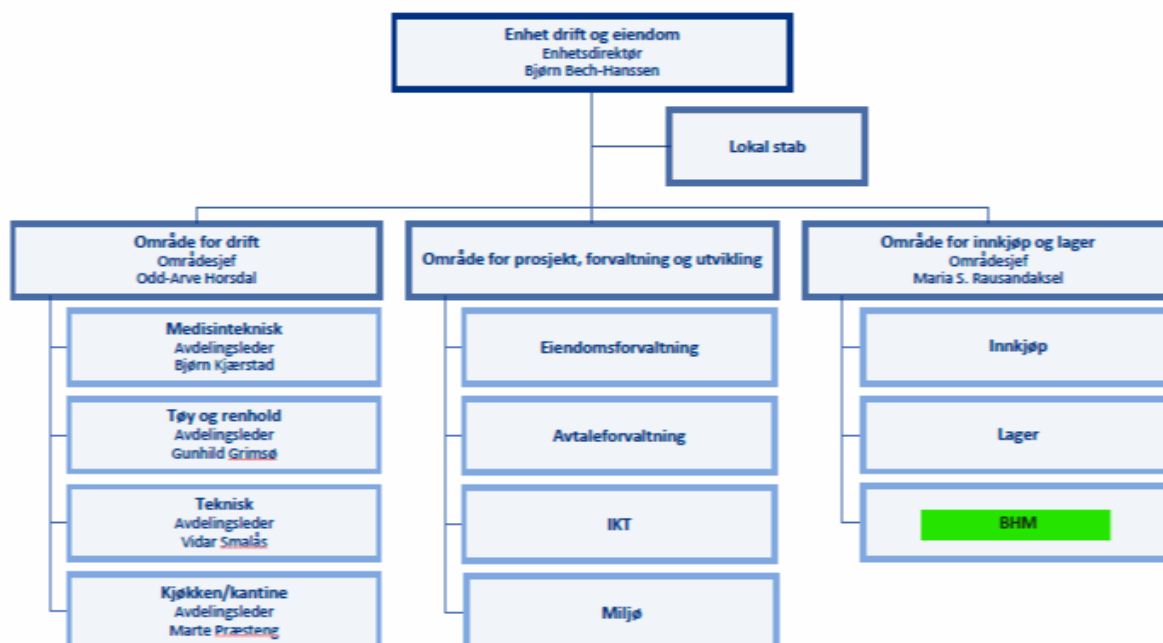 Enhet drift og eiendom
Enhetsdirektør
Bjørn Bech-Hanssen
Lokal stab
Område for drift
Områdesjef
Odd-Arve Horsdal
Medisinteknisk
Avdelingsleder
Bjørn Kjærstad
Tøy og renhold
Avdelingsleder
Gunhild Grimsø
Teknisk
Avdelingsleder
Vidar Smalås
Kjøkken/kantine
Avdelingsleder
Marte Præsteng
Område for prosjekt, forvaltning og utvikling
Eiendomsforvaltning
Avtaleforvaltning
IKT
Miljø
Område for innkjøp og lager
Områdesjef
Maria S. Rausandaksel
Innkjøp
Lager
BHM